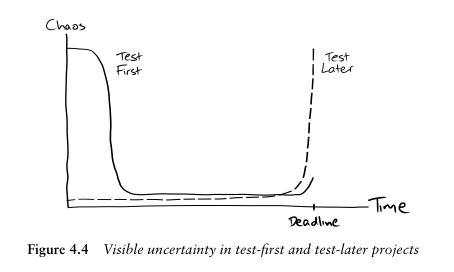 Chaos
Test
First
Test
Later
Time
Deadline
Figure 4.4 Visible uncertainty in test-first and test-later projects